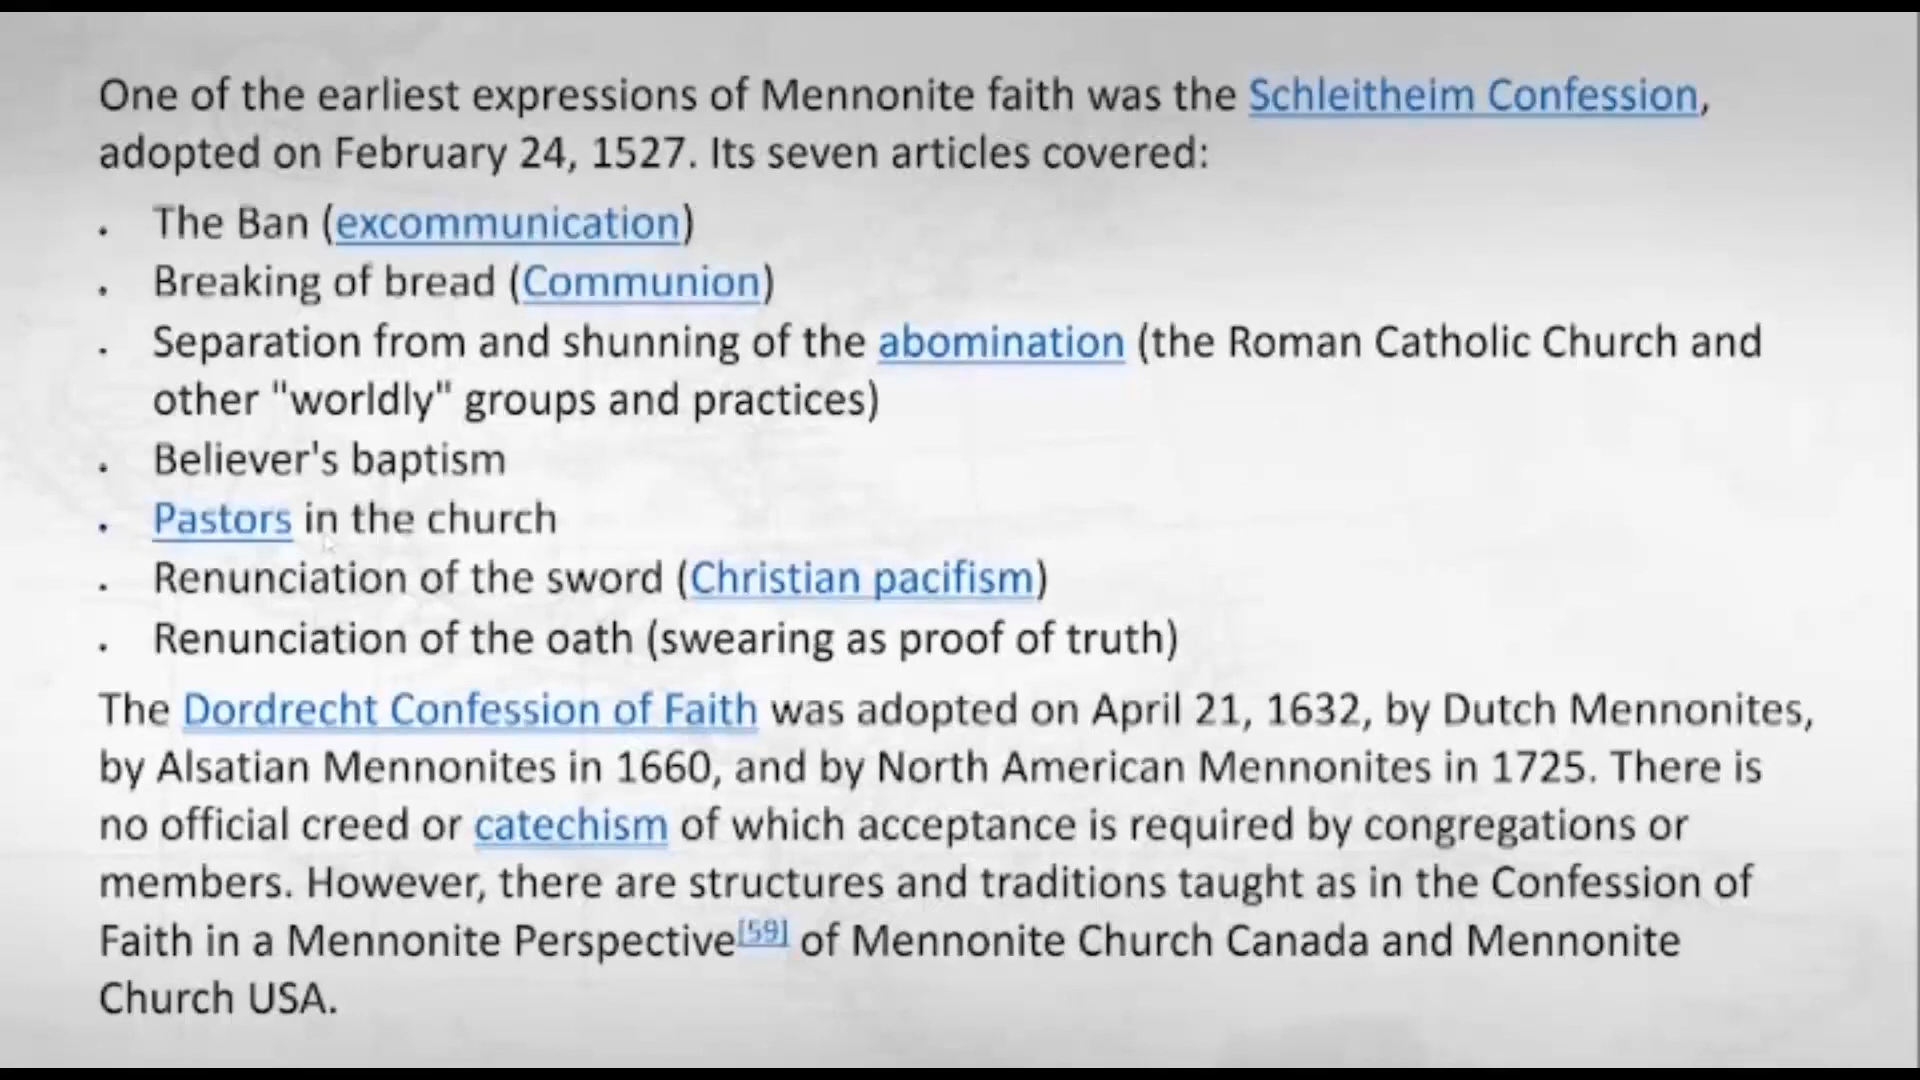 One of the earliest expressions of Mennonite faith was the Schleitheim Confession,
adopted on February 24, 1527. Its seven articles covered:
. The Ban (excommunication)
. Breaking of bread (Communion)
. Separation from and shunning of the abomination (the Roman Catholic Church and
other "worldly" groups and practices)
. Believer's baptism
. Pastors in the church
. Renunciation of the sword (Christian pacifism)
. Renunciation of the oath (swearing as proof of truth)
The Dordrecht Confession of Faith was adopted on April 21, 1632, by Dutch Mennonites,
by Alsatian Mennonites in 1660, and by North American Mennonites in 1725. There is
no official creed or catechism of which acceptance is required by congregations or
members. However, there are structures and traditions taught as in the Confession of
Faith in a Mennonite Perspective[59] of Mennonite Church Canada and Mennonite
Church USA.